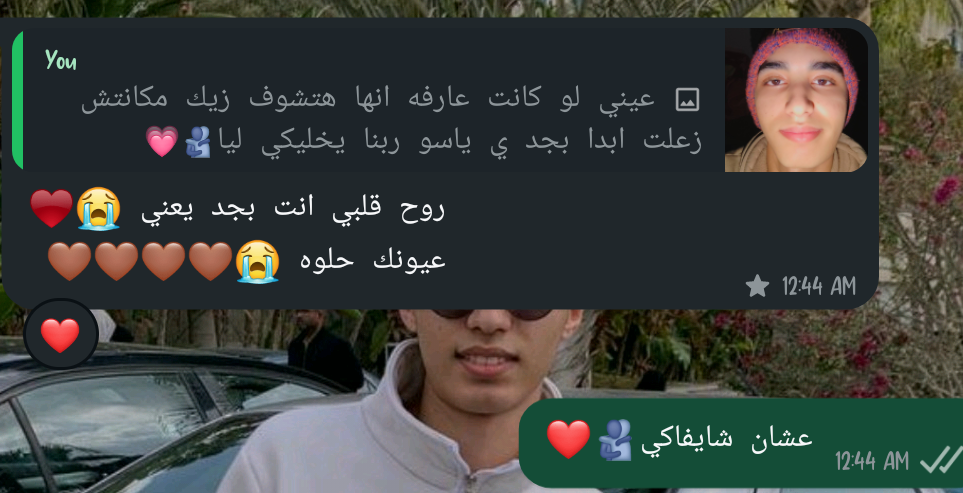 You
عيني لو كانت عارفه انها هتشوف زيك مكانتش
زعلت ابدا بجد ي ياسو ربنا يخليكي ليا🫂💗
روح قلبي انت بجد يعني 😭♥️
عيونك حلوه 😭🤎🤎🤎🤎
12:44 AM
❤️
عشان شايفاكي🫂❤️
12:44 AM